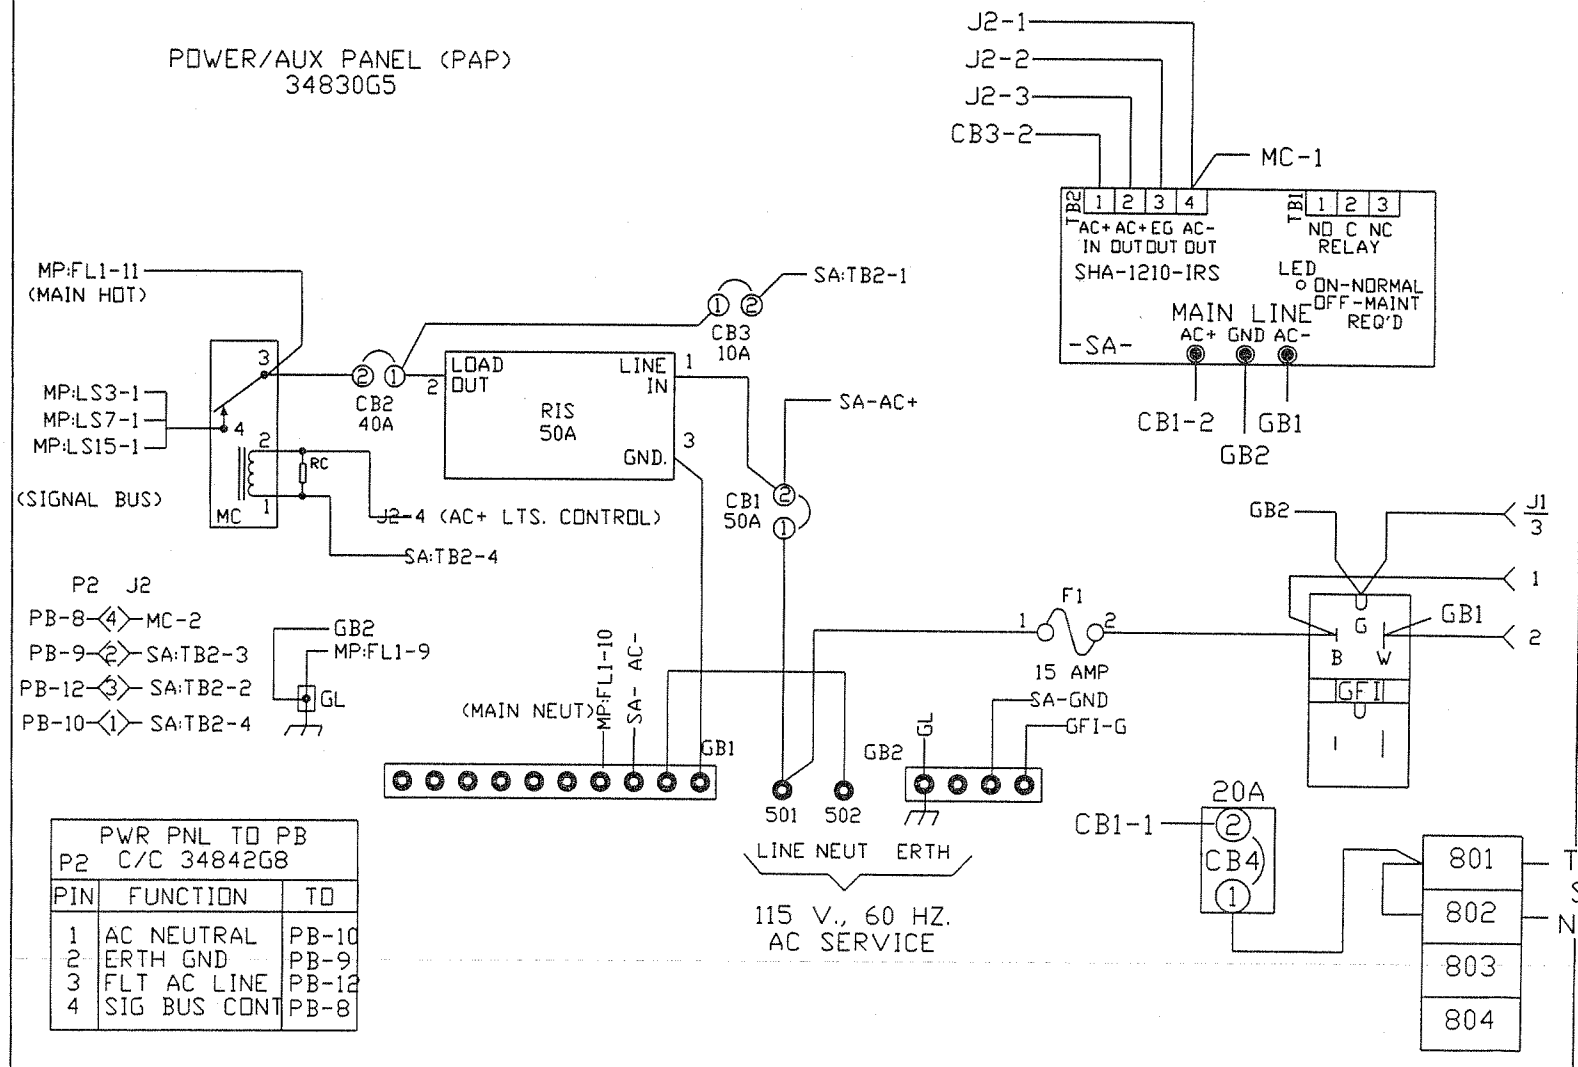 POWER/AUX PANEL (PAP)
34830G5
J2-1
J2-2
J2-3
CB3-2
MC-1
TB2
1 2 3 4
TB1
1 2 3
AC+ AC+ EG AC-
IN OUT OUT OUT
NO C NC
RELAY
SHA-1210-IRS
LED
ON-NORMAL
OFF-MAINT
REQ'D
MAIN LINE
AC+ GND AC-
-SA-
CB1-2
GB2
GB1
MP:FL1-11
(MAIN HOT)
SA:TB2-1
1 2
CB3
10A
MP:LS3-1
MP:LS7-1
MP:LS15-1
(SIGNAL BUS)
3
4
2
1
MC
RC
2 1
CB2
40A
2
LOAD
OUT
LINE
IN
1
RIS
50A
3
GND.
SA-AC+
CB1
50A
2
1
J2-4 (AC+ LTS. CONTROL)
SA:TB2-4
P2 J2
PB-8 4 MC-2
PB-9 2 SA:TB2-3
PB-12 3 SA:TB2-2
PB-10 1 SA:TB2-4
GB2
MP:FL1-9
GL
(MAIN NEUT)
MP:FL1-10
SA- AC-
GB1
501
502
LINE NEUT ERTH
115 V., 60 HZ.
AC SERVICE
GB2
GL
SA-GND
GFI-G
1
F1
2
15 AMP
GB2
J1
3
1
2
GB1
G
B
W
GFI
20A
CB1-1
2
CB4
1
801
802
803
804
T
S
N
PWR PNL TO PB
P2 C/C 34842G8
PIN FUNCTION TO
1 AC NEUTRAL PB-10
2 ERTH GND PB-9
3 FLT AC LINE PB-12
4 SIG BUS CONT PB-8